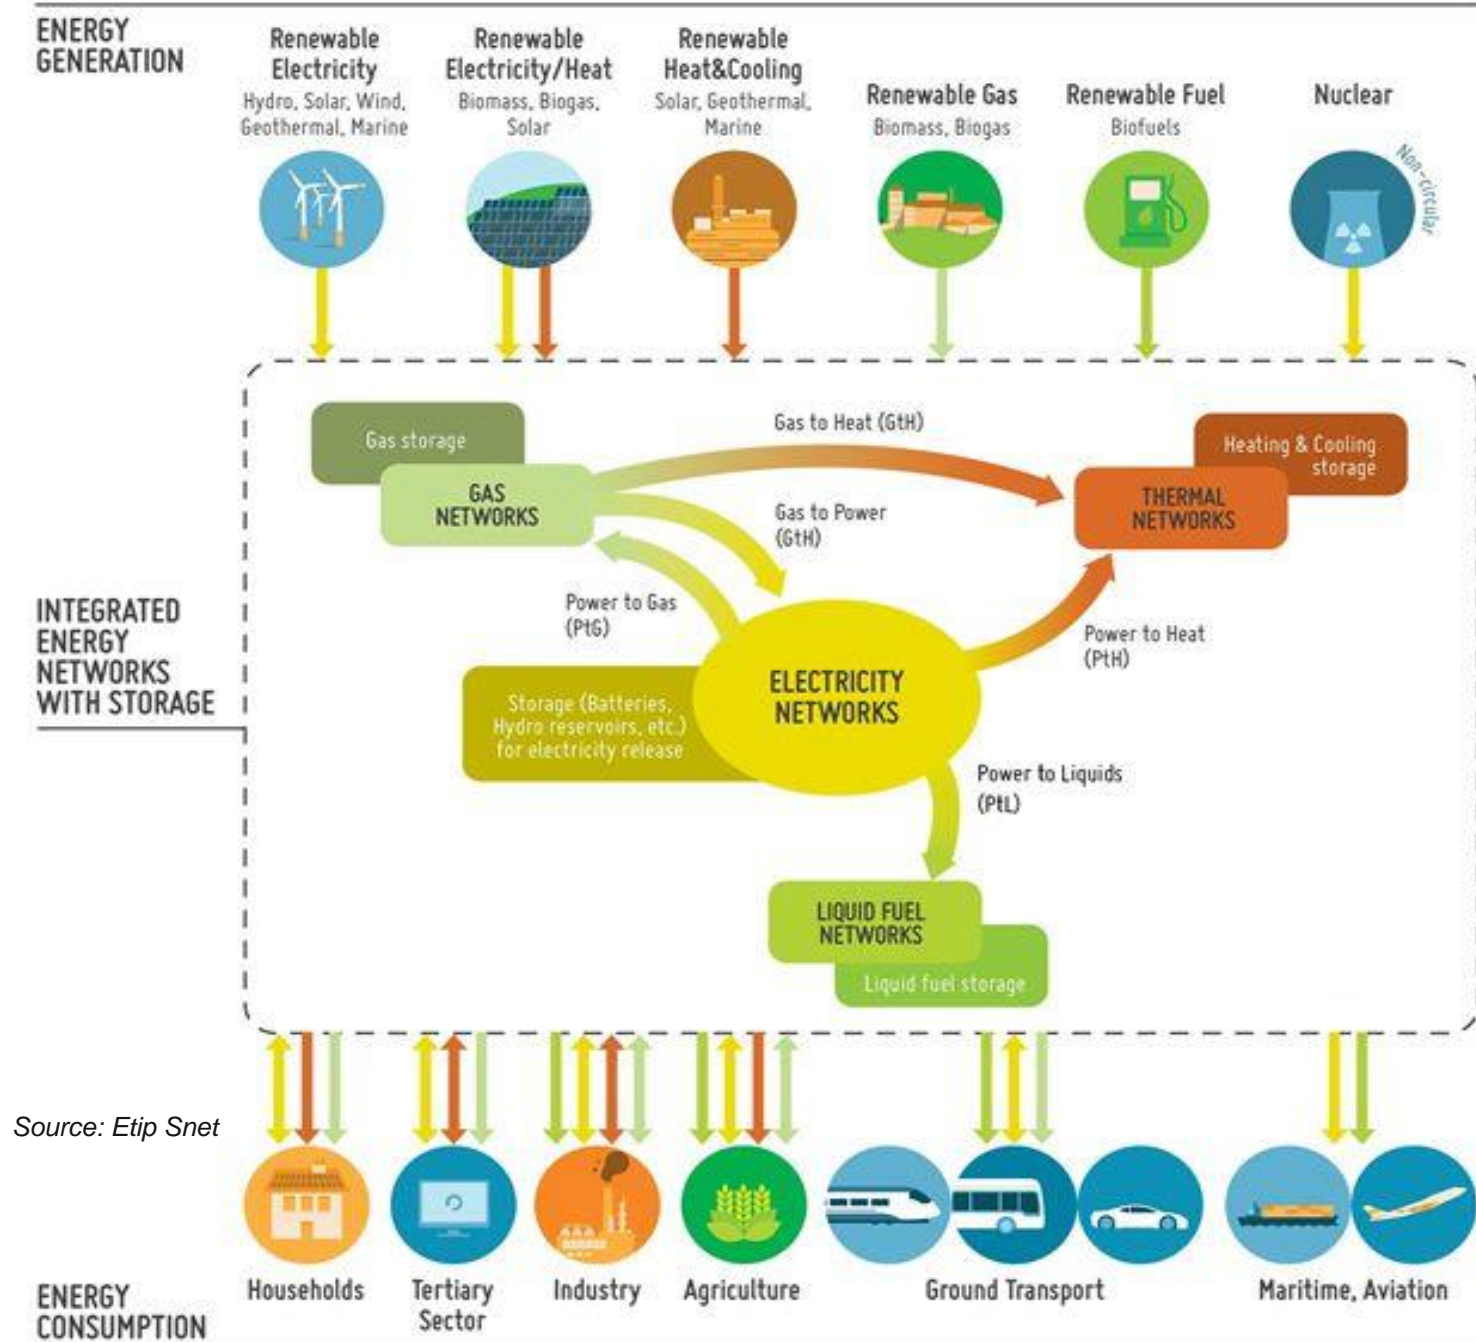 ENERGY
GENERATION
Renewable
Electricity
Hydro, Solar, Wind,
Geothermal, Marine
Renewable
Electricity/Heat
Biomass, Biogas,
Solar
Renewable
Heat&Cooling
Solar, Geothermal,
Marine
Renewable Gas
Biomass, Biogas
Renewable Fuel
Biofuels
Nuclear
Non-circular
Gas storage
GAS
NETWORKS
Gas to Heat (GtH)
Heating & Cooling
storage
THERMAL
NETWORKS
Gas to Power
(GtH)
Power to Gas
(PtG)
Power to Heat
(PtH)
INTEGRATED
ENERGY
NETWORKS
WITH STORAGE
Storage (Batteries,
Hydro reservoirs, etc.)
for electricity release
ELECTRICITY
NETWORKS
Power to Liquids
(PtL)
LIQUID FUEL
NETWORKS
Liquid fuel storage
Source: Etip Snet
ENERGY
CONSUMPTION
Households
Tertiary
Sector
Industry
Agriculture
Ground Transport
Maritime, Aviation